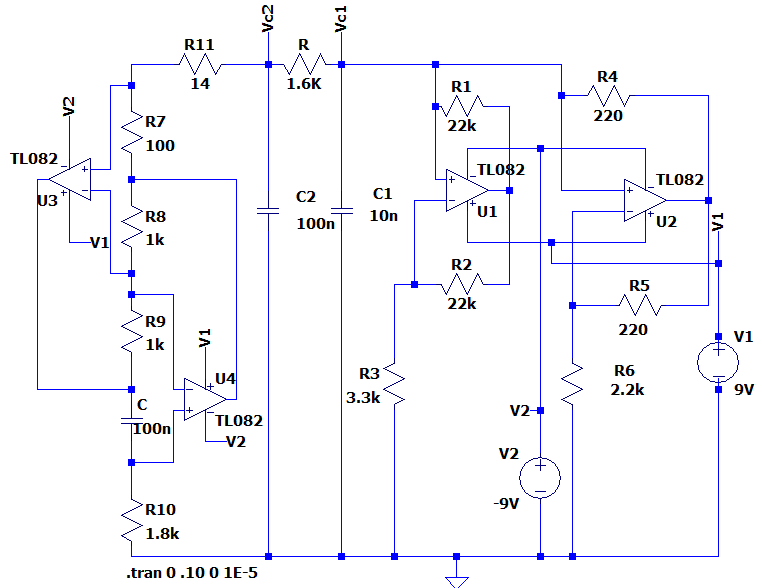 Vc2
Vc1
R11
14
R
1.6K
R1
22k
R4
220
V2
R7
100
TL082
U3
TL082
U1
TL082
U2
R8
1k
C2
100n
C1
10n
V1
V1
R2
22k
R5
220
R9
1k
V1
U4
TL082
V2
C
100n
R3
3.3k
R6
2.2k
V1
9V
V2
V2
-9V
R10
1.8k
.tran 0 .10 0 1E-5